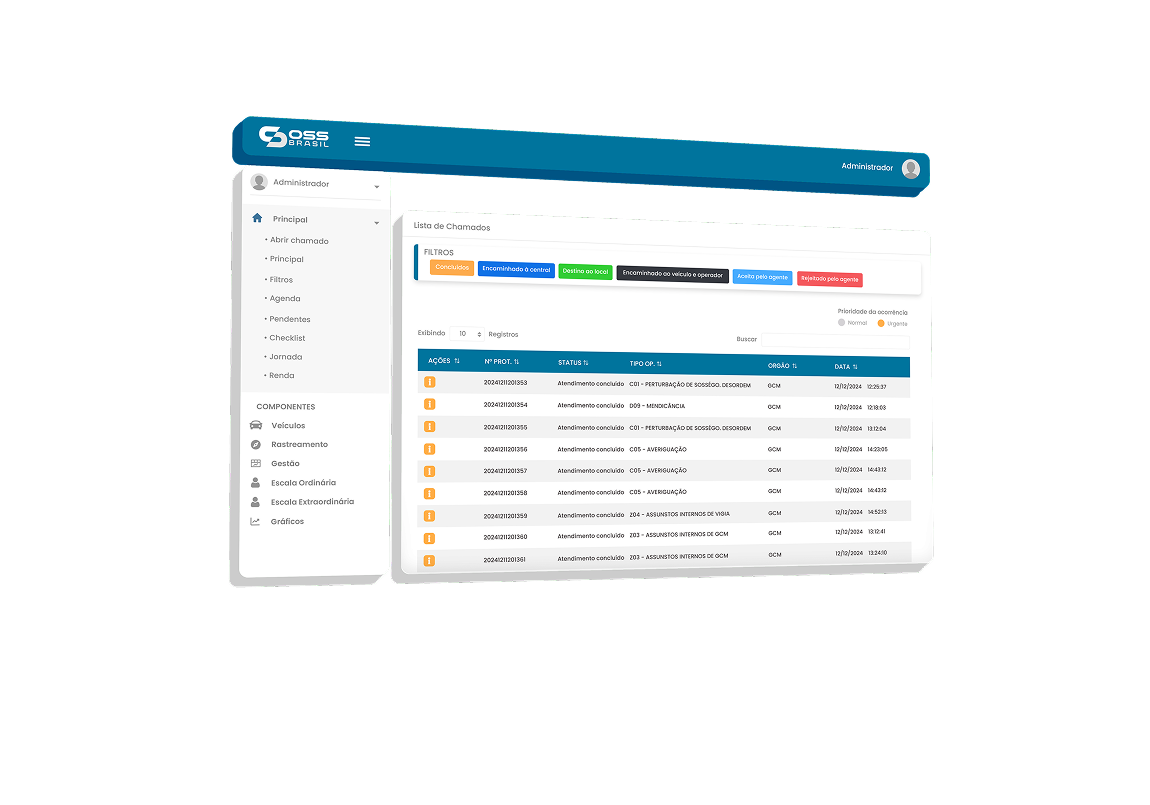 OSS
BRASIL
Administrador
Administrador
Principal
• Abrir chamado
• Principal
• Filtros
• Agenda
• Pendentes
• Checklist
• Jornada
• Renda
COMPONENTES
Veículos
Rastreamento
Gestão
Escala Ordinária
Escala Extraordinária
Gráficos
Lista de Chamados
FILTROS
Concluídos Encaminhado à central Destino ao local Encaminhado ao veículo e operador Aceito pelo agente Rejeitado pelo agente
Prioridade da ocorrência
Normal Urgente
Exibindo 10 Registros
Buscar
AÇÕES Nº PROT. STATUS TIPO OP. ORGÃO DATA
20241211201353 Atendimento concluído C01 - PERTURBAÇÃO DE SOSSÊGO. DESORDEM GCM 12/12/2024 12:25:37
20241211201354 Atendimento concluído D09 - MENDICÂNCIA GCM 12/12/2024 12:18:03
20241211201355 Atendimento concluído C01 - PERTURBAÇÃO DE SOSSÊGO. DESORDEM GCM 12/12/2024 13:12:04
20241211201356 Atendimento concluído C05 - AVERIGUAÇÃO GCM 12/12/2024 14:23:05
20241211201357 Atendimento concluído C05 - AVERIGUAÇÃO GCM 12/12/2024 14:43:12
20241211201358 Atendimento concluído C05 - AVERIGUAÇÃO GCM 12/12/2024 14:43:12
20241211201359 Atendimento concluído Z04 - ASSUNSTOS INTERNOS DE VIGIA GCM 12/12/2024 14:52:13
20241211201360 Atendimento concluído Z03 - ASSUNSTOS INTERNOS DE GCM GCM 12/12/2024 13:12:41
20241211201361 Atendimento concluído Z03 - ASSUNSTOS INTERNOS DE GCM GCM 12/12/2024 13:24:10